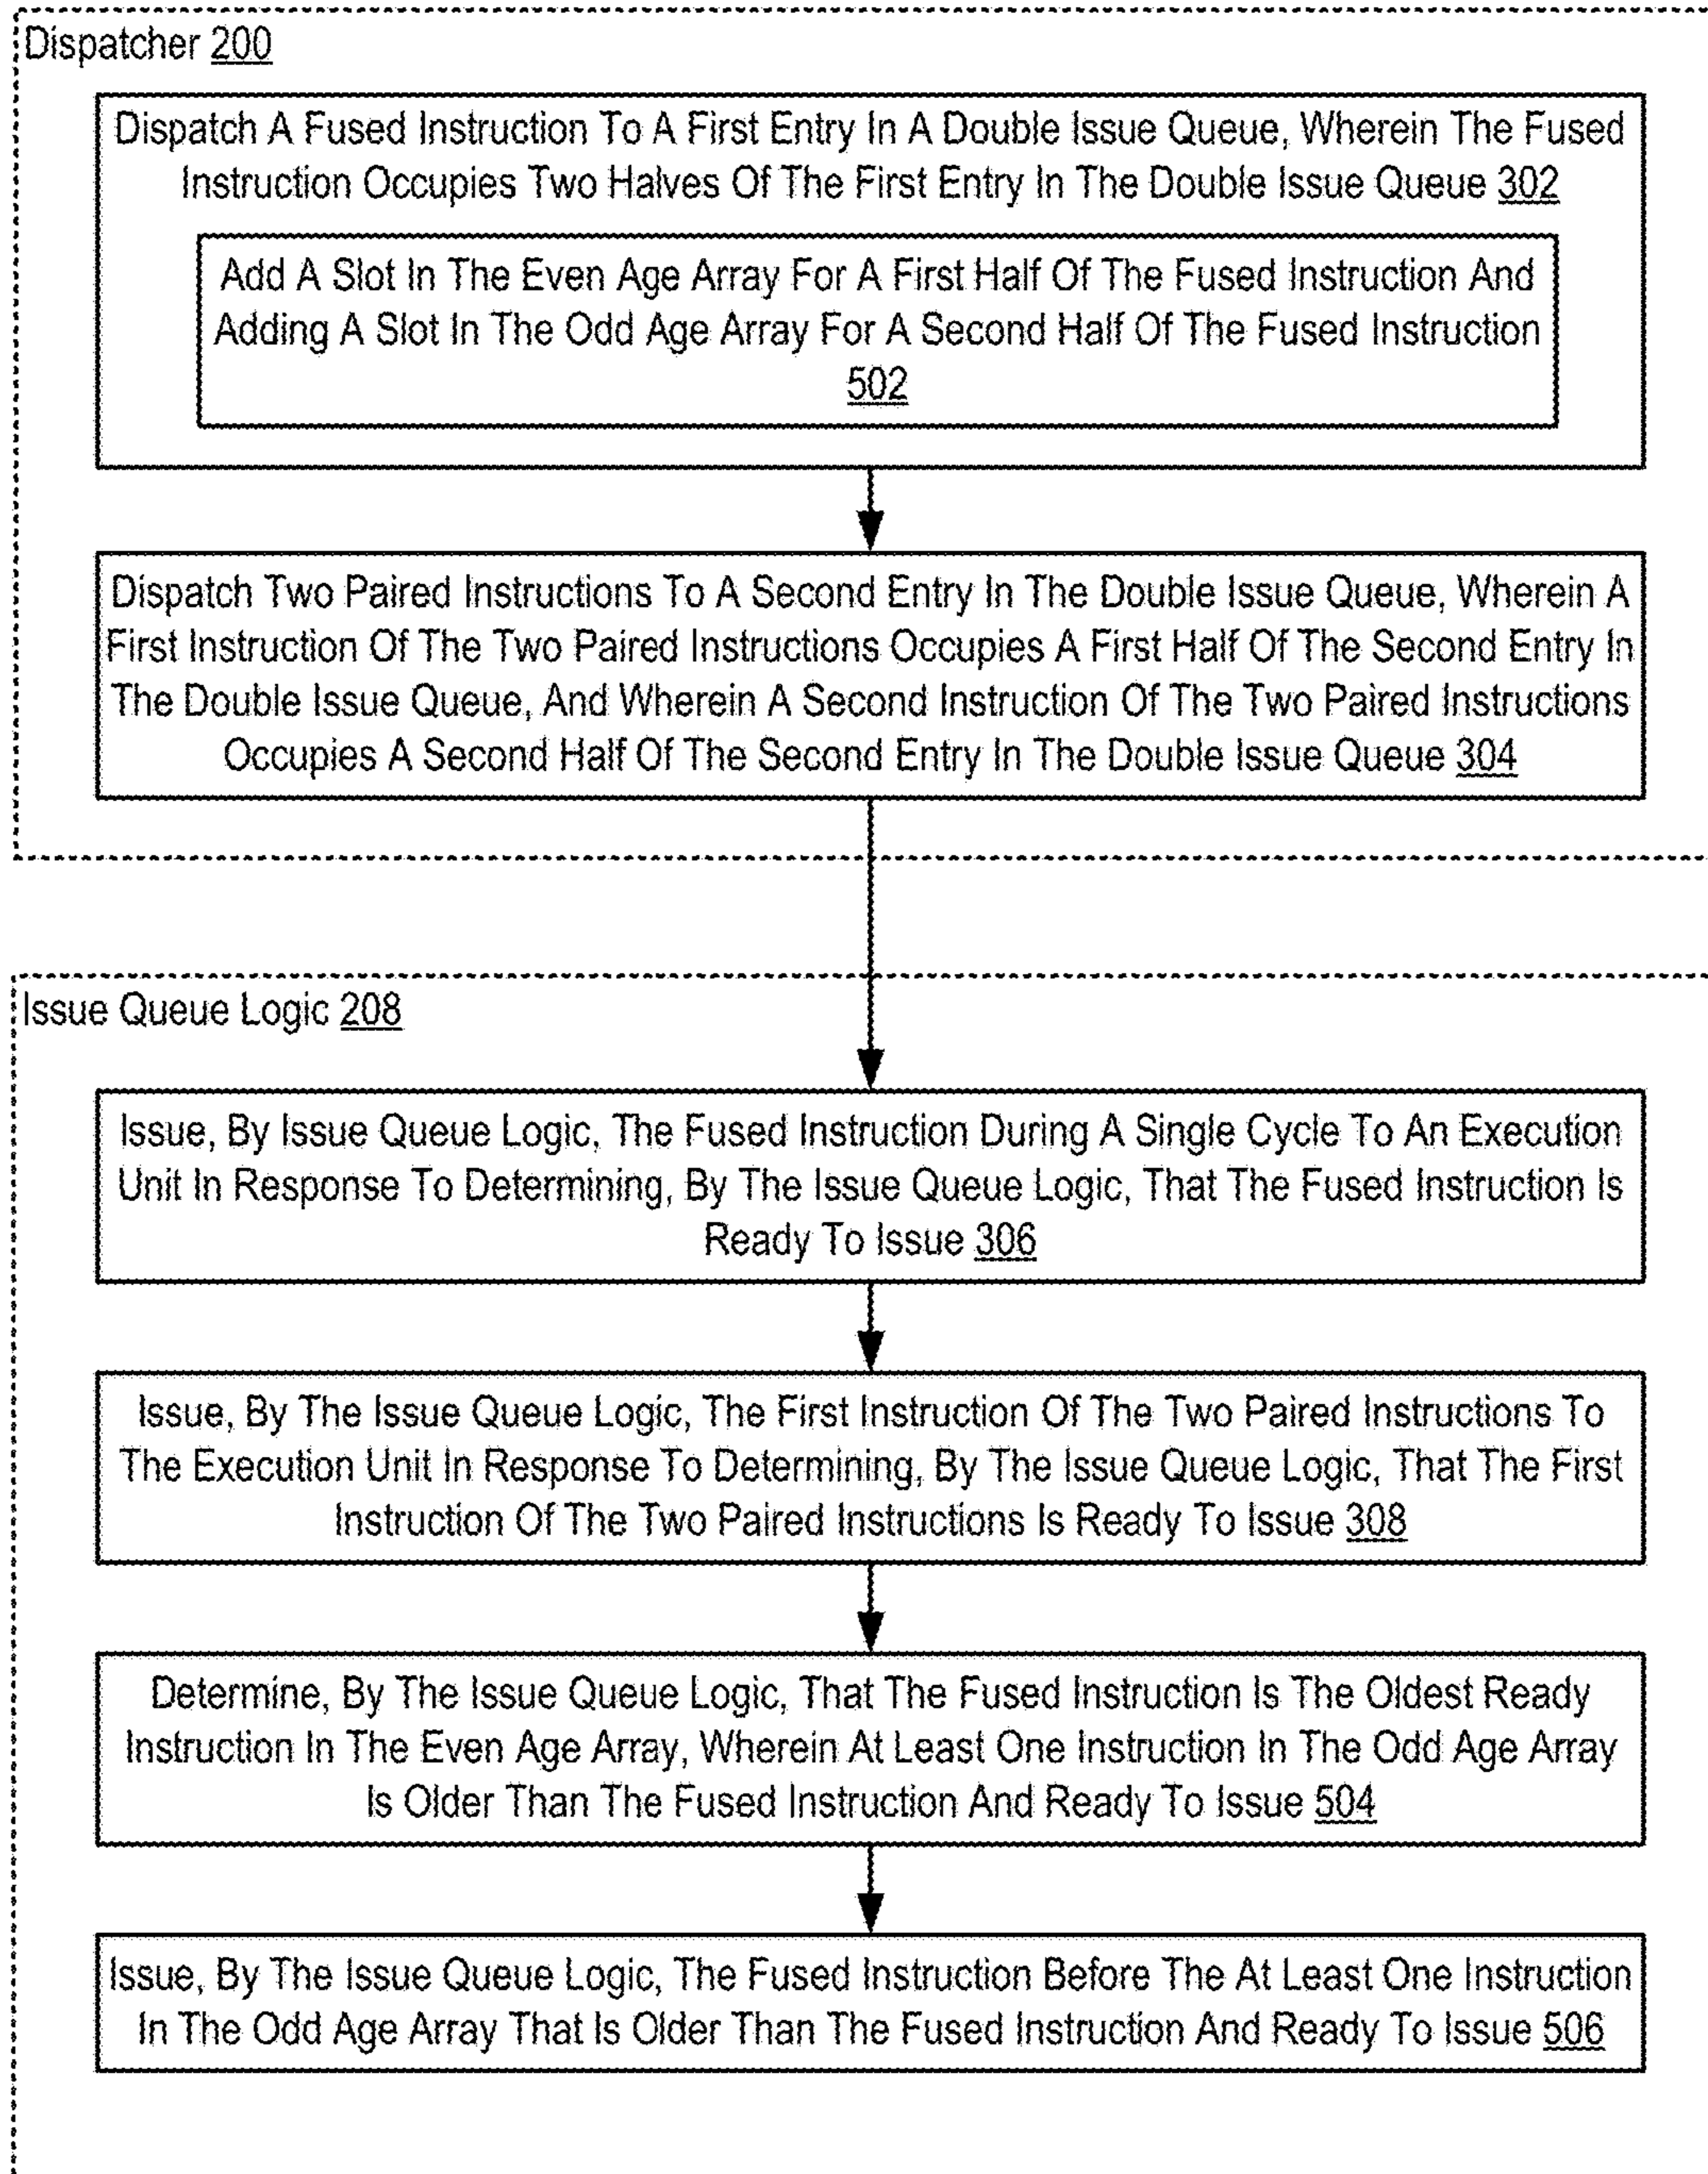 Dispatcher 200
Dispatch A Fused Instruction To A First Entry In A Double Issue Queue, Wherein The Fused
Instruction Occupies Two Halves Of The First Entry In The Double Issue Queue 302
Add A Slot In The Even Age Array For A First Half Of The Fused Instruction And
Adding A Slot In The Odd Age Array For A Second Half Of The Fused Instruction
502
Dispatch Two Paired Instructions To A Second Entry In The Double Issue Queue, Wherein A
First Instruction Of The Two Paired Instructions Occupies A First Half Of The Second Entry In
The Double Issue Queue, And Wherein A Second Instruction Of The Two Paired Instructions
Occupies A Second Half Of The Second Entry In The Double Issue Queue 304
Issue Queue Logic 208
Issue, By Issue Queue Logic, The Fused Instruction During A Single Cycle To An Execution
Unit In Response To Determining, By The Issue Queue Logic, That The Fused Instruction Is
Ready To Issue 306
Issue, By The Issue Queue Logic, The First Instruction Of The Two Paired Instructions To
The Execution Unit In Response To Determining, By The Issue Queue Logic, That The First
Instruction Of The Two Paired Instructions Is Ready To Issue 308
Determine, By The Issue Queue Logic, That The Fused Instruction Is The Oldest Ready
Instruction In The Even Age Array, Wherein At Least One Instruction In The Odd Age Array
Is Older Than The Fused Instruction And Ready To Issue 504
Issue, By The Issue Queue Logic, The Fused Instruction Before The At Least One Instruction
In The Odd Age Array That Is Older Than The Fused Instruction And Ready To Issue 506